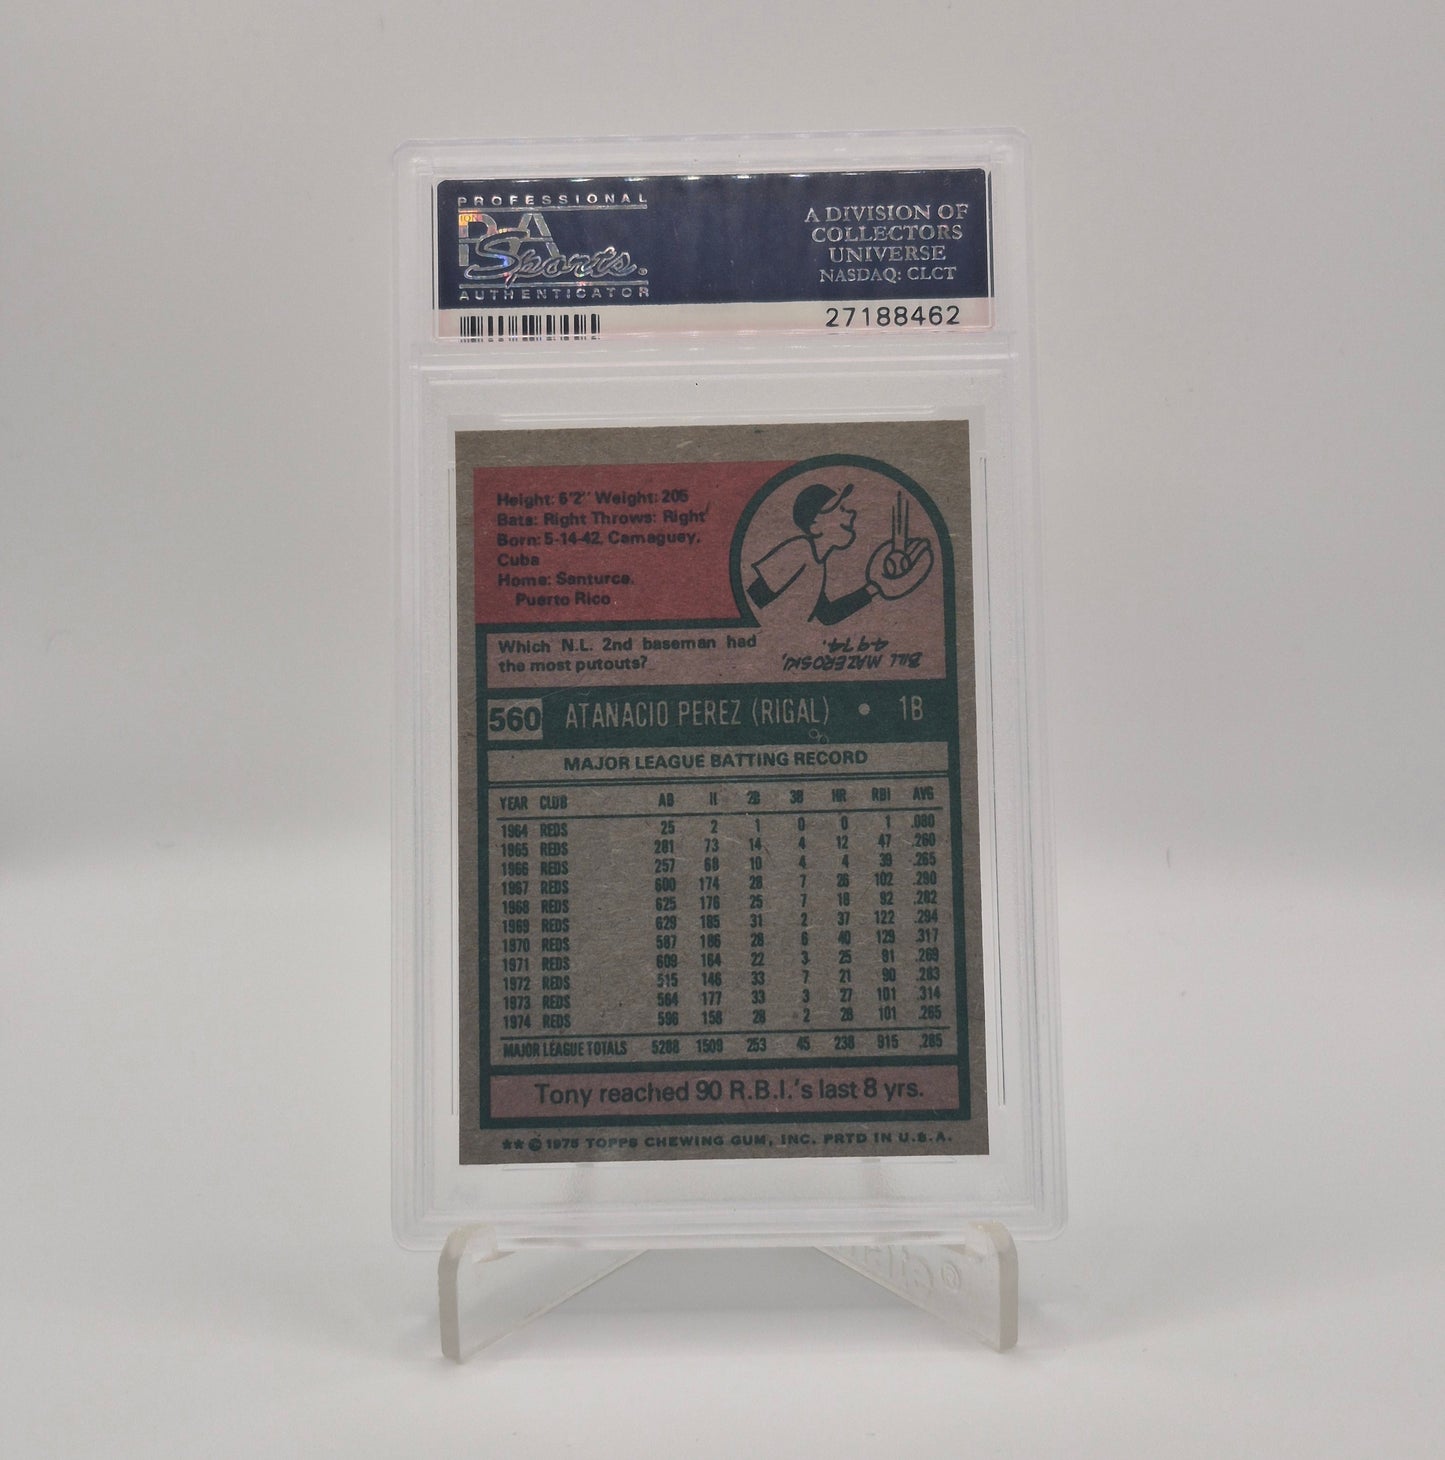 PROFESSIONAL
PSA
Sports
AUTHENTICATOR
A DIVISION OF
COLLECTORS
UNIVERSE
NASDAQ: CLCT
27188462
Height: 6'2" Weight: 205
Bats: Right Throws: Right
Born: 5-14-42, Camaguey,
Cuba
Home: Santurce,
Puerto Rico
Which N.L. 2nd baseman had
the most putouts?
BILL MAZEROSKI,
4974.
560 ATANACIO PEREZ (RIGAL) • 1B
MAJOR LEAGUE BATTING RECORD
YEAR CLUB AB H 2B 3B HR RBI AVG
1964 REDS 25 2 1 0 0 1 .080
1965 REDS 281 73 14 4 12 47 .260
1966 REDS 257 68 10 4 4 39 .265
1967 REDS 600 174 28 7 26 102 .290
1968 REDS 625 176 25 7 18 92 .282
1969 REDS 629 185 31 2 37 122 .294
1970 REDS 587 186 28 6 40 129 .317
1971 REDS 609 164 22 3 25 91 .269
1972 REDS 515 146 33 7 21 90 .283
1973 REDS 564 177 33 3 27 101 .314
1974 REDS 596 158 28 2 28 101 .265
MAJOR LEAGUE TOTALS 5288 1509 253 45 238 915 .285
Tony reached 90 R.B.I.'s last 8 yrs.
★★ © 1975 TOPPS CHEWING GUM, INC. PRTD IN U.S.A.